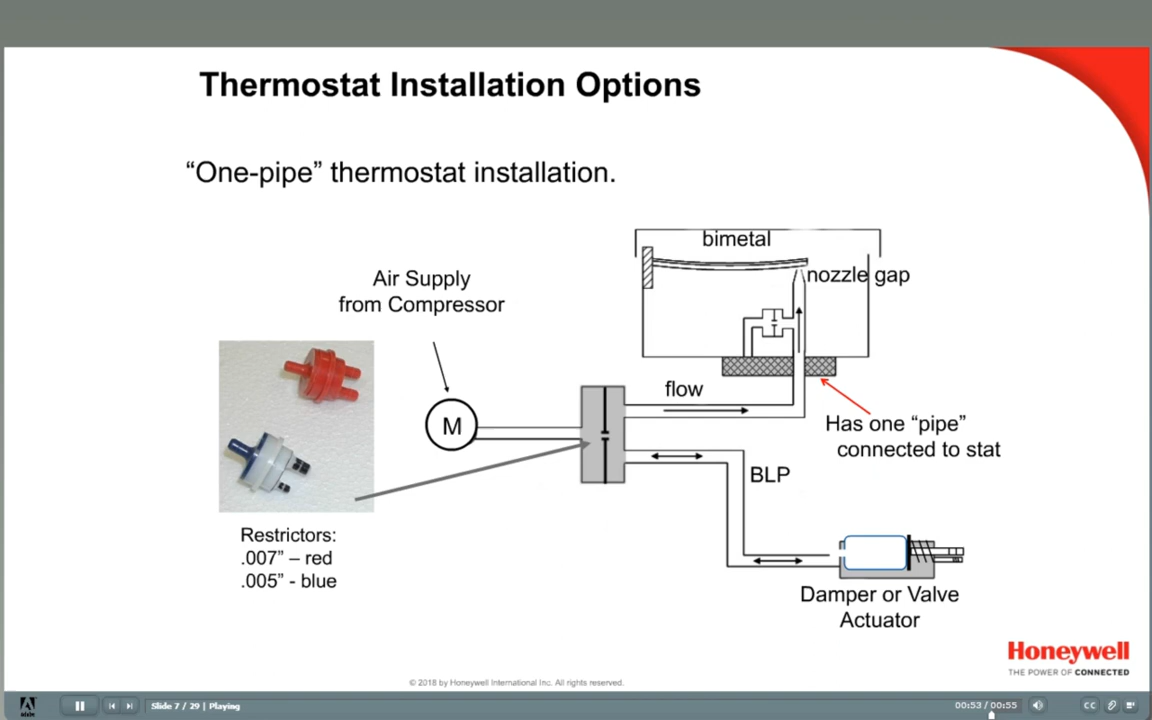 Thermostat Installation Options
“One-pipe” thermostat installation.
bimetal
nozzle gap
Air Supply
from Compressor
M
flow
Has one “pipe”
connected to stat
BLP
Restrictors:
.007” – red
.005” - blue
Damper or Valve
Actuator
Honeywell
THE POWER OF CONNECTED
© 2018 by Honeywell International Inc. All rights reserved.
Slide 7 / 29 | Playing
00:53 / 00:55
CC